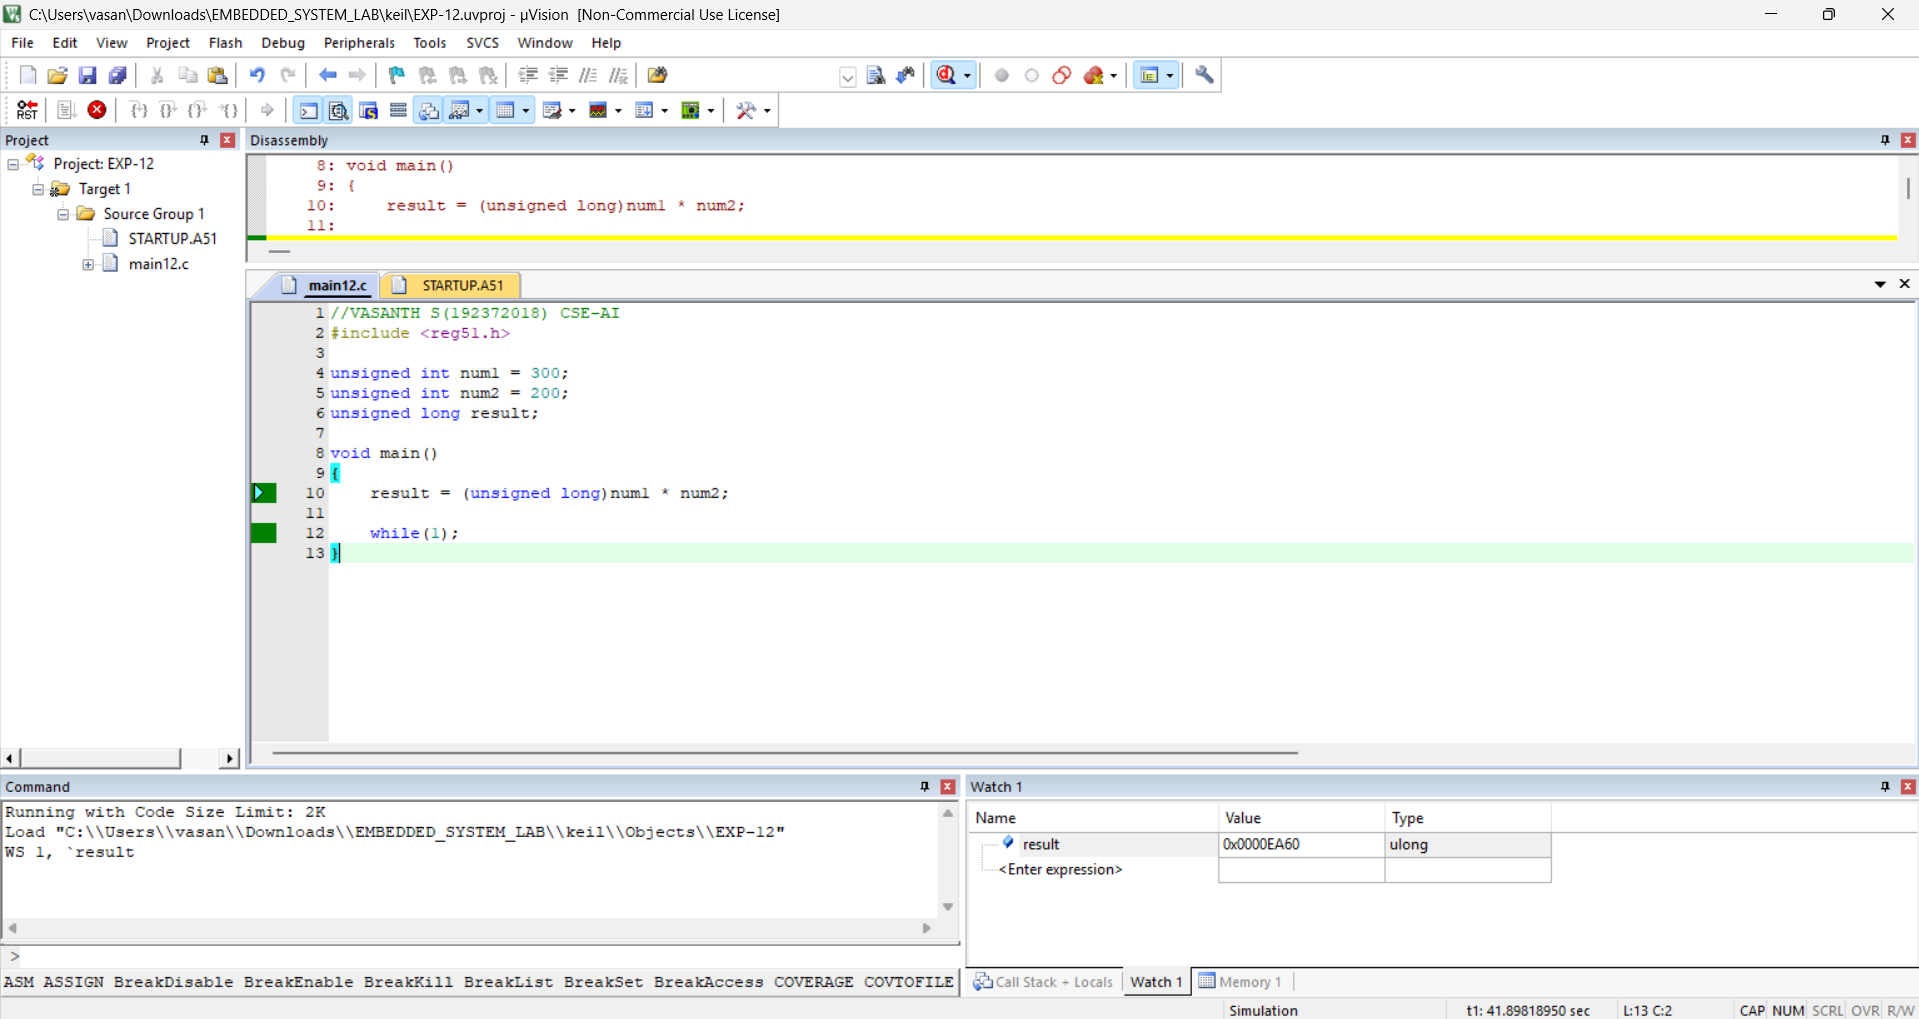 C:\Users\vasan\Downloads\EMBEDDED_SYSTEM_LAB\keil\EXP-12.uvproj - µVision [Non-Commercial Use License]
File Edit View Project Flash Debug Peripherals Tools SVCS Window Help
RST
Project
Project: EXP-12
Target 1
Source Group 1
STARTUP.A51
main12.c
Disassembly
8: void main()
9: {
10: result = (unsigned long)num1 * num2;
11:
main12.c STARTUP.A51
1 //VASANTH S(192372018) CSE-AI
2 #include <reg51.h>
3
4 unsigned int num1 = 300;
5 unsigned int num2 = 200;
6 unsigned long result;
7
8 void main()
9 {
10 result = (unsigned long)num1 * num2;
11
12 while(1);
13 }
Command
Running with Code Size Limit: 2K
Load "C:\\Users\\vasan\\Downloads\\EMBEDDED_SYSTEM_LAB\\keil\\Objects\\EXP-12"
WS 1, `result
>
ASM ASSIGN BreakDisable BreakEnable BreakKill BreakList BreakSet BreakAccess COVERAGE COVTOFILE
Watch 1
Name Value Type
result 0x0000EA60 ulong
<Enter expression>
Call Stack + Locals Watch 1 Memory 1
Simulation t1: 41.89818950 sec L:13 C:2 CAP NUM SCRL OVR R/W